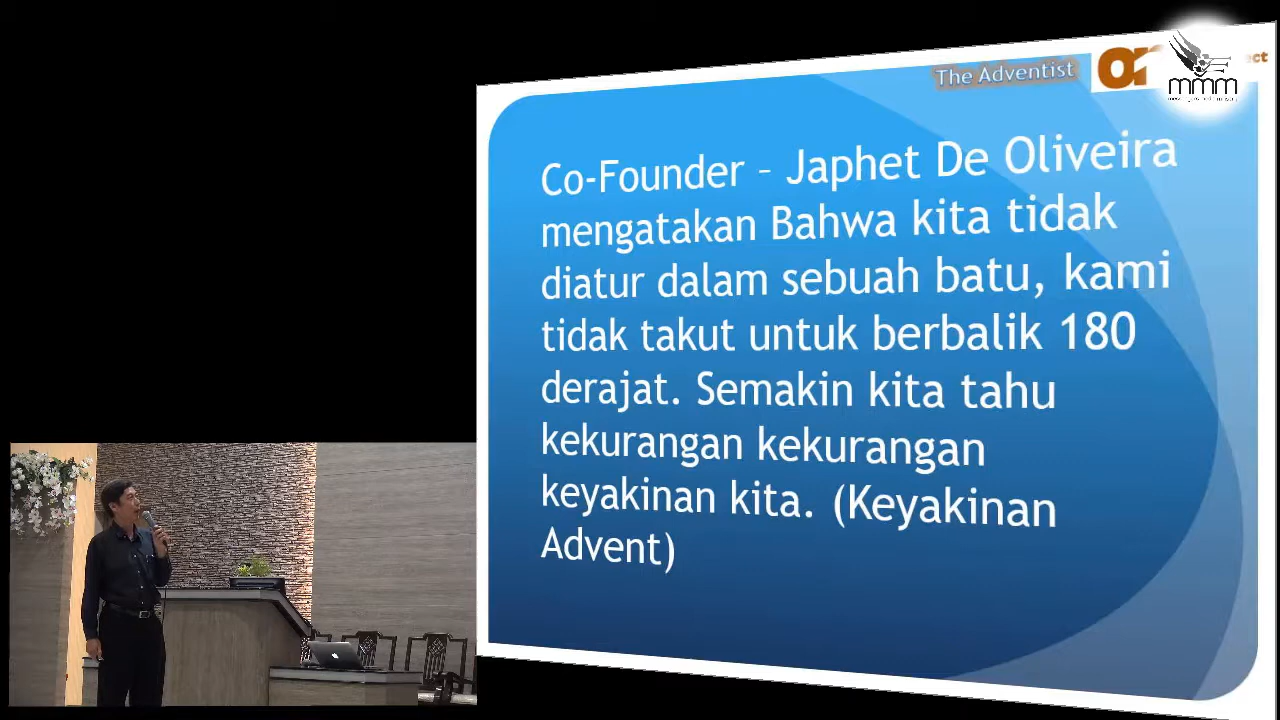 The Adventist
Co-Founder – Japhet De Oliveira
mengatakan Bahwa kita tidak
diatur dalam sebuah batu, kami
tidak takut untuk berbalik 180
derajat. Semakin kita tahu
kekurangan kekurangan
keyakinan kita. (Keyakinan
Advent)
mmm